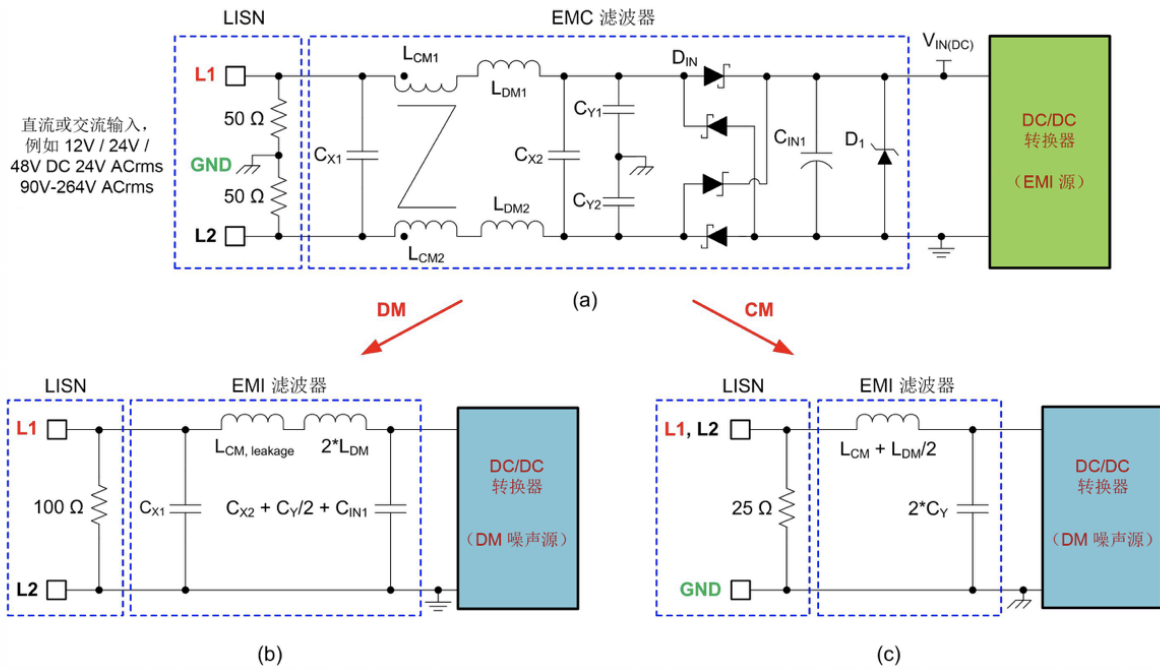 LISN
EMC 滤波器
L1
50 Ω
GND
50 Ω
L2
直流或交流输入，
例如 12V / 24V /
48V DC 24V ACrms
90V-264V ACrms
CX1
LCM1
LDM1
LDM2
LCM2
CX2
CY1
CY2
DIN
CIN1
D1
VIN(DC)
DC/DC
转换器
（EMI 源）
(a)
DM
CM
LISN
EMI 滤波器
L1
100 Ω
L2
CX1
LCM, leakage
2*LDM
CX2 + CY/2 + CIN1
DC/DC
转换器
（DM 噪声源）
(b)
LISN
EMI 滤波器
L1, L2
25 Ω
GND
LCM + LDM/2
2*CY
DC/DC
转换器
（DM 噪声源）
(c)